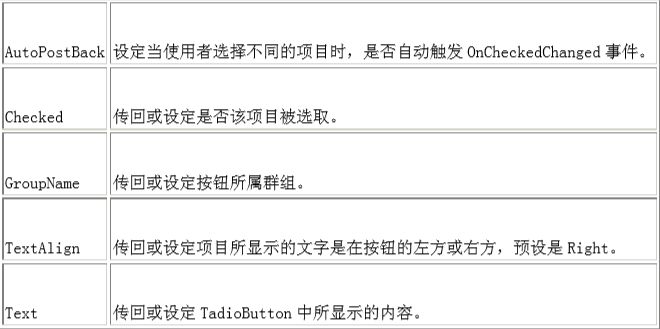 AutoPostBack 设定当使用者选择不同的项目时，是否自动触发 OnCheckedChanged 事件。
Checked 传回或设定是否该项目被选取。
GroupName 传回或设定按钮所属群组。
TextAlign 传回或设定项目所显示的文字是在按钮的左方或右方，预设是 Right。
Text 传回或设定 TadioButton 中所显示的内容。